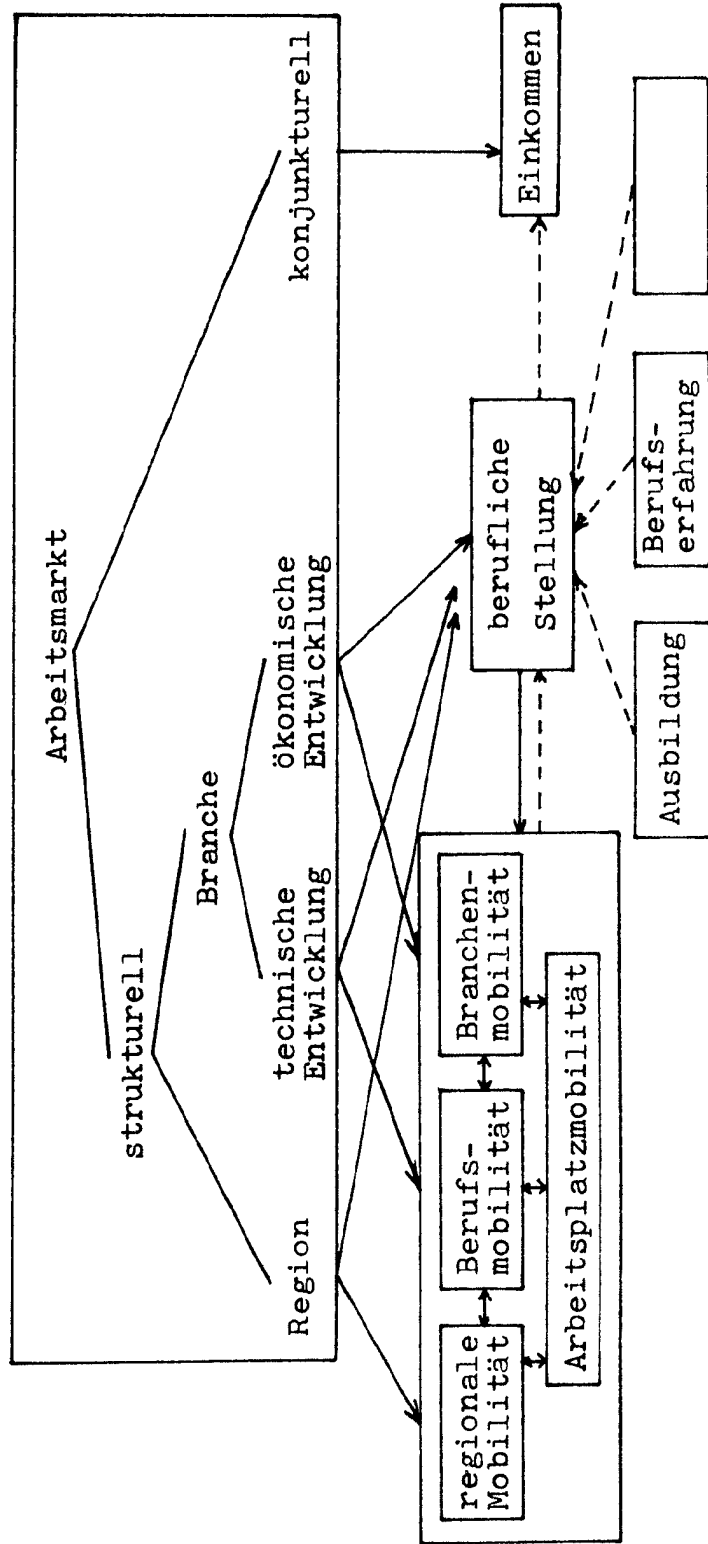 Arbeitsmarkt
strukturell
konjunkturell
Branche
Region
technische
Entwicklung
ökonomische
Entwicklung
regionale
Mobilität
Berufs-
mobilität
Branchen-
mobilität
Arbeitsplatzmobilität
berufliche
Stellung
Einkommen
Ausbildung
Berufs-
erfahrung